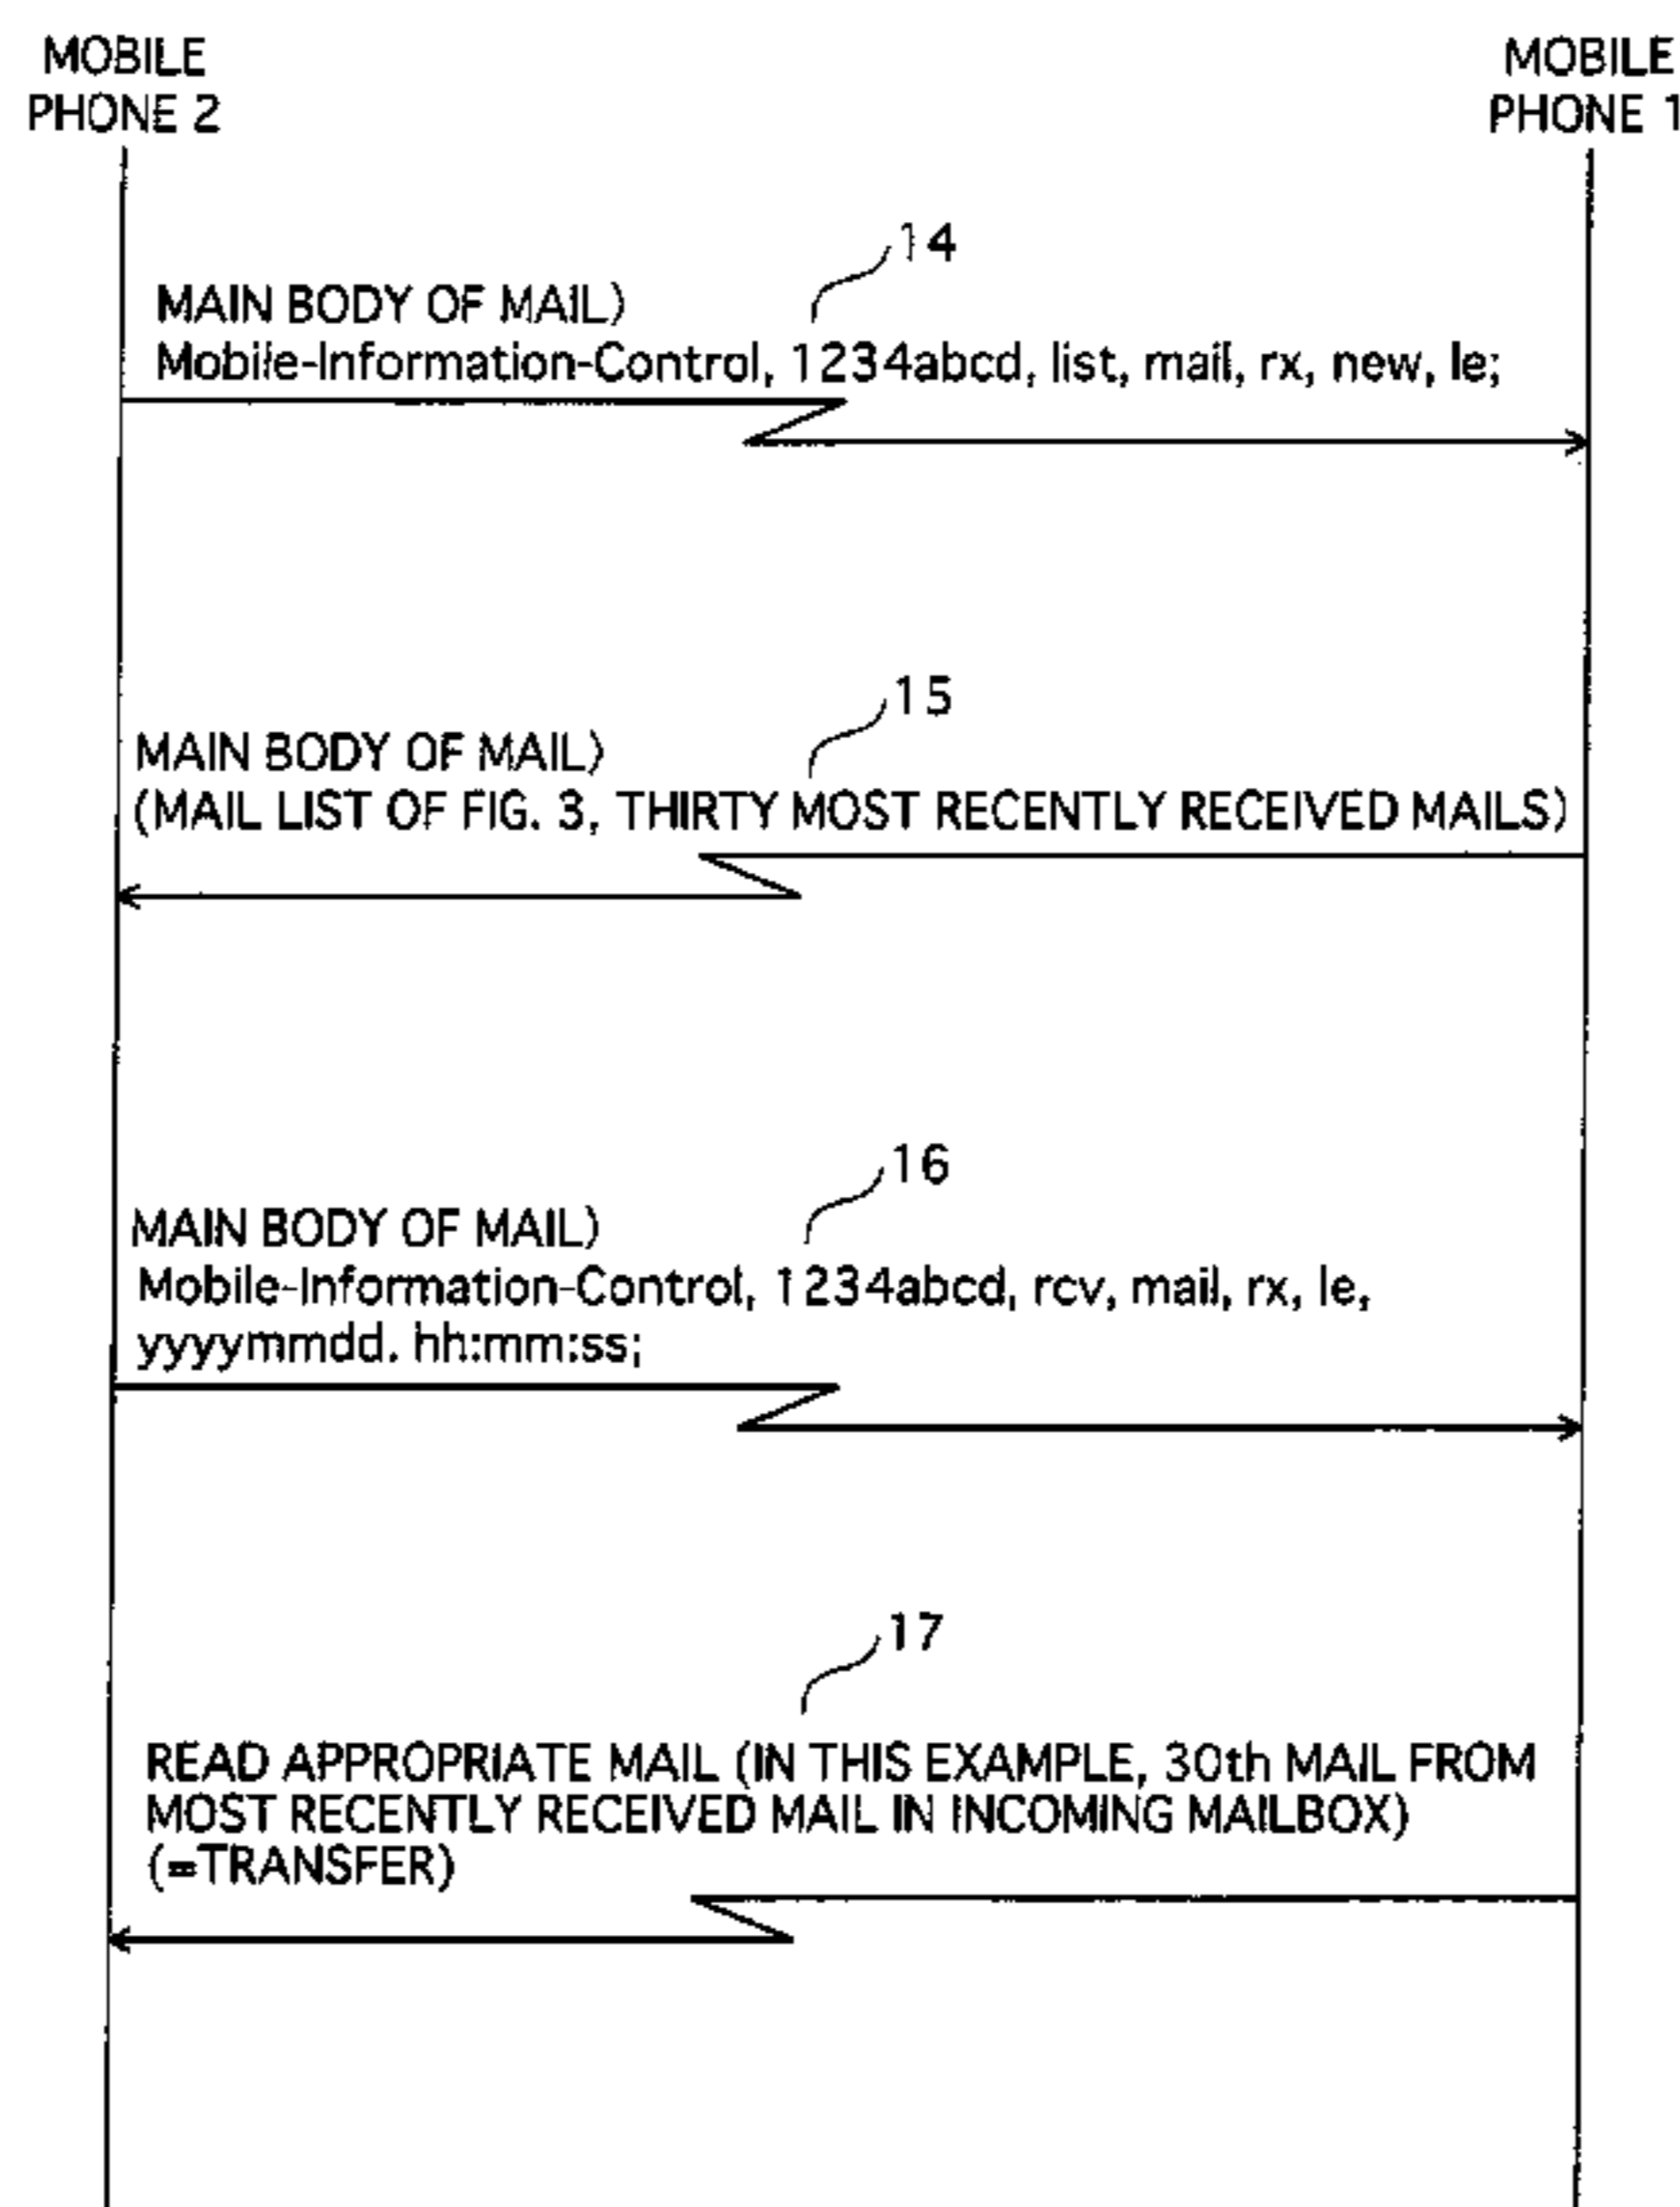 MOBILE
PHONE 2
MOBILE
PHONE 1
14
MAIN BODY OF MAIL)
Mobile-Information-Control, 1234abcd, list, mail, rx, new, le;
15
MAIN BODY OF MAIL)
(MAIL LIST OF FIG. 3, THIRTY MOST RECENTLY RECEIVED MAILS)
16
MAIN BODY OF MAIL)
Mobile-Information-Control, 1234abcd, rcv, mail, rx, le,
yyyymmdd. hh:mm:ss;
17
READ APPROPRIATE MAIL (IN THIS EXAMPLE, 30th MAIL FROM
MOST RECENTLY RECEIVED MAIL IN INCOMING MAILBOX)
(=TRANSFER)